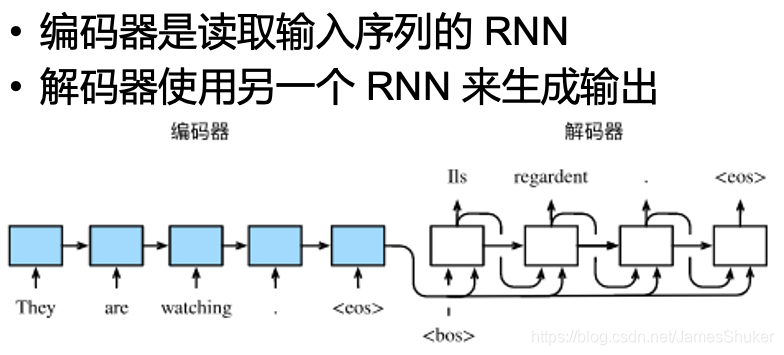 • 编码器是读取输入序列的 RNN
• 解码器使用另一个 RNN 来生成输出
编码器 解码器
Ils regardent . <eos>
They are watching . <eos>
<bos>
https://blog.csdn.net/JamesShuker